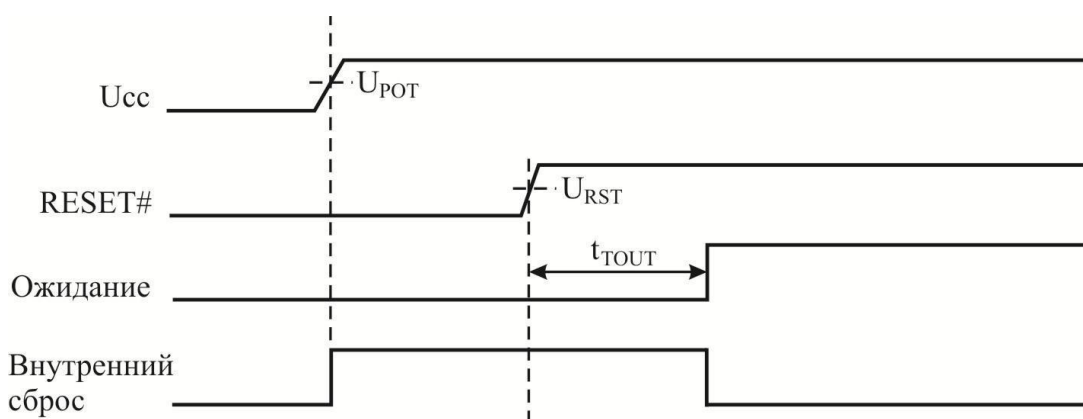 Ucc
U_POT
RESET#
U_RST
t_TOUT
Ожидание
Внутренний
сброс